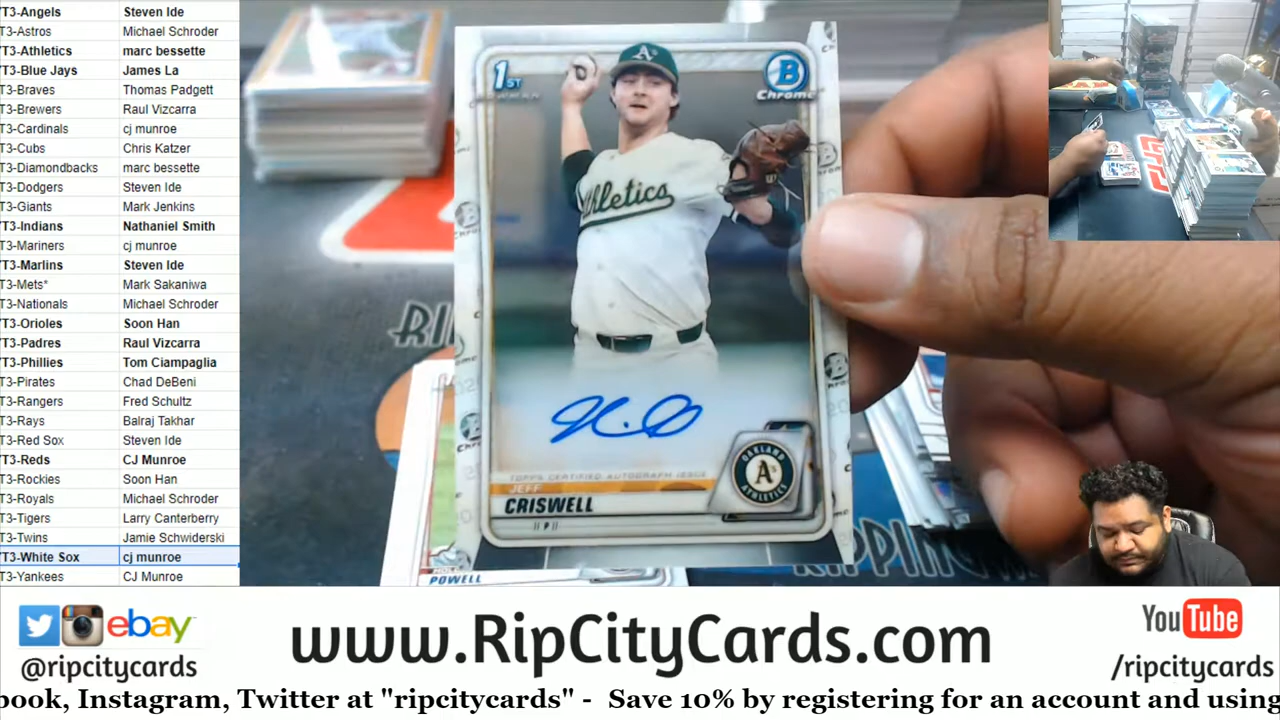 T3-Angels Steven Ide
T3-Astros Michael Schroder
T3-Athletics marc bessette
T3-Blue Jays James La
T3-Braves Thomas Padgett
T3-Brewers Raul Vizcarra
T3-Cardinals cj munroe
T3-Cubs Chris Katzer
T3-Diamondbacks marc bessette
T3-Dodgers Steven Ide
T3-Giants Mark Jenkins
T3-Indians Nathaniel Smith
T3-Mariners cj munroe
T3-Marlins Steven Ide
T3-Mets* Mark Sakaniwa
T3-Nationals Michael Schroder
T3-Orioles Soon Han
T3-Padres Raul Vizcarra
T3-Phillies Tom Ciampaglia
T3-Pirates Chad DeBeni
T3-Rangers Fred Schultz
T3-Rays Balraj Takhar
T3-Red Sox Steven Ide
T3-Reds CJ Munroe
T3-Rockies Soon Han
T3-Royals Michael Schroder
T3-Tigers Larry Canterberry
T3-Twins Jamie Schwiderski
T3-White Sox cj munroe
T3-Yankees CJ Munroe
1ST
B
Chrome
A's
Athletics
TOPPS CERTIFIED AUTOGRAPH ISSUE
JEFF
CRISWELL
P
OAKLAND
A's
ATHLETICS
POWELL
ebay
@ripcitycards
www.RipCityCards.com
YouTube
/ripcitycards
book, Instagram, Twitter at "ripcitycards" - Save 10% by registering for an account and using